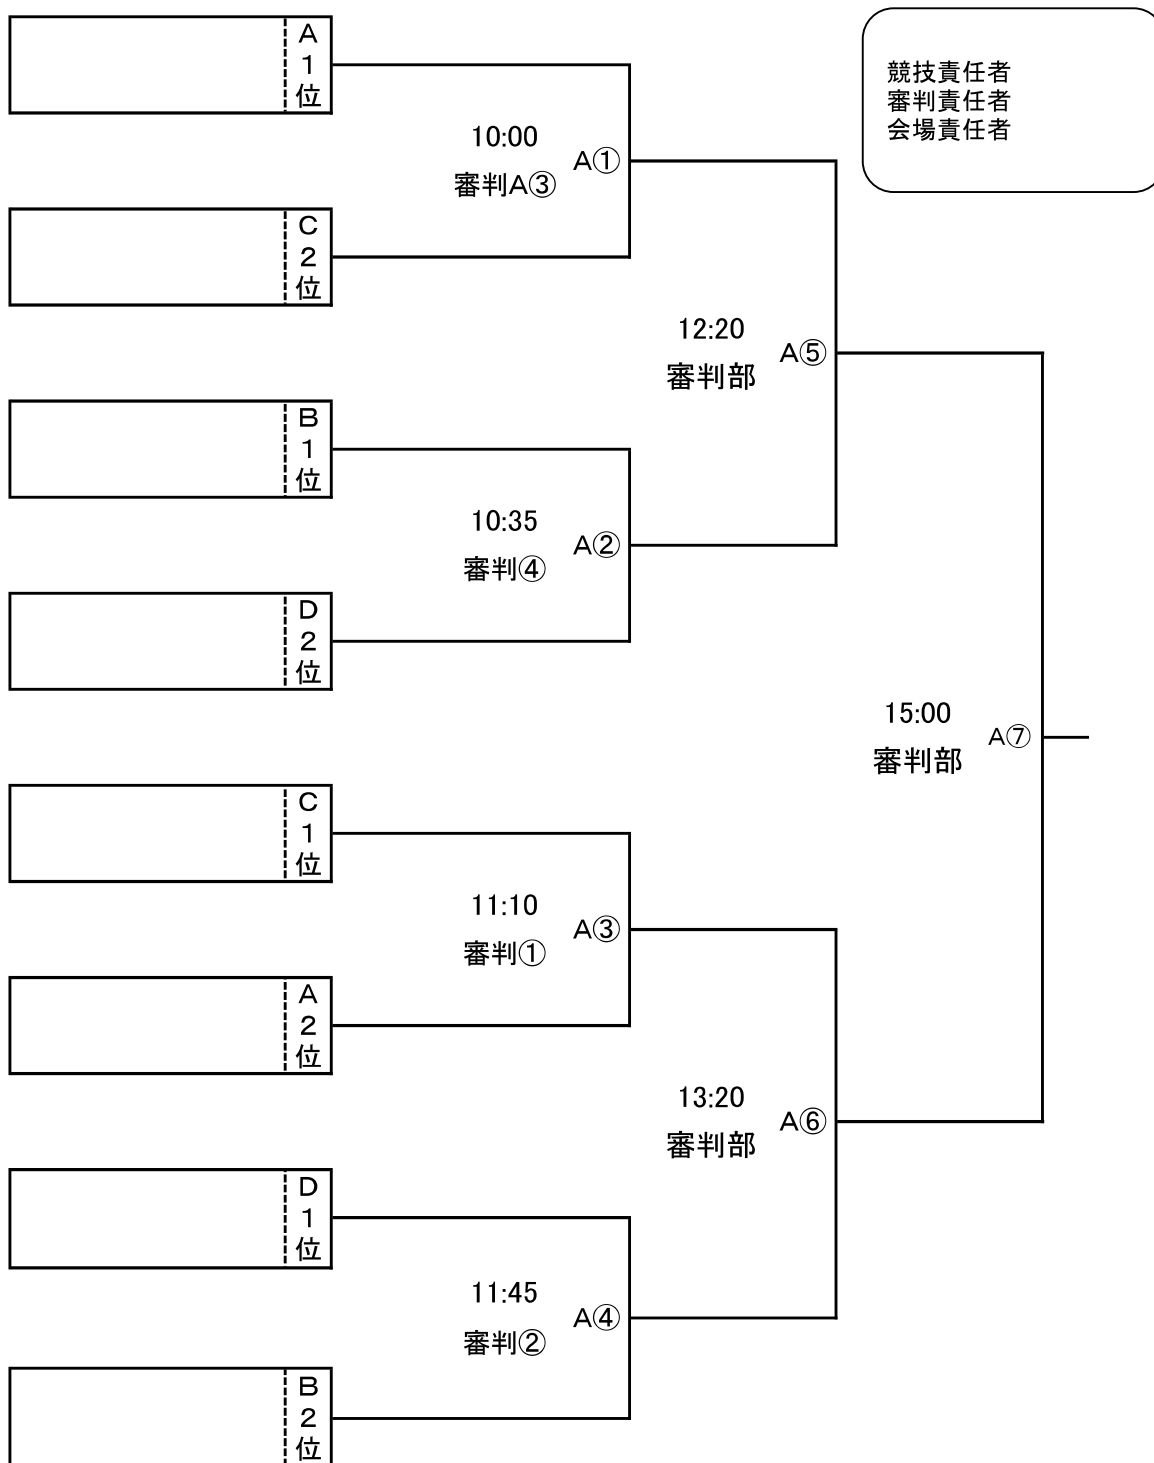 A
1
位
競技責任者
審判責任者
会場責任者
10:00
A①
審判A③
C
2
位
12:20
A⑤
審判部
B
1
位
10:35
A②
審判④
D
2
位
15:00
A⑦
審判部
C
1
位
11:10
A③
審判①
A
2
位
13:20
A⑥
審判部
D
1
位
11:45
A④
審判②
B
2
位